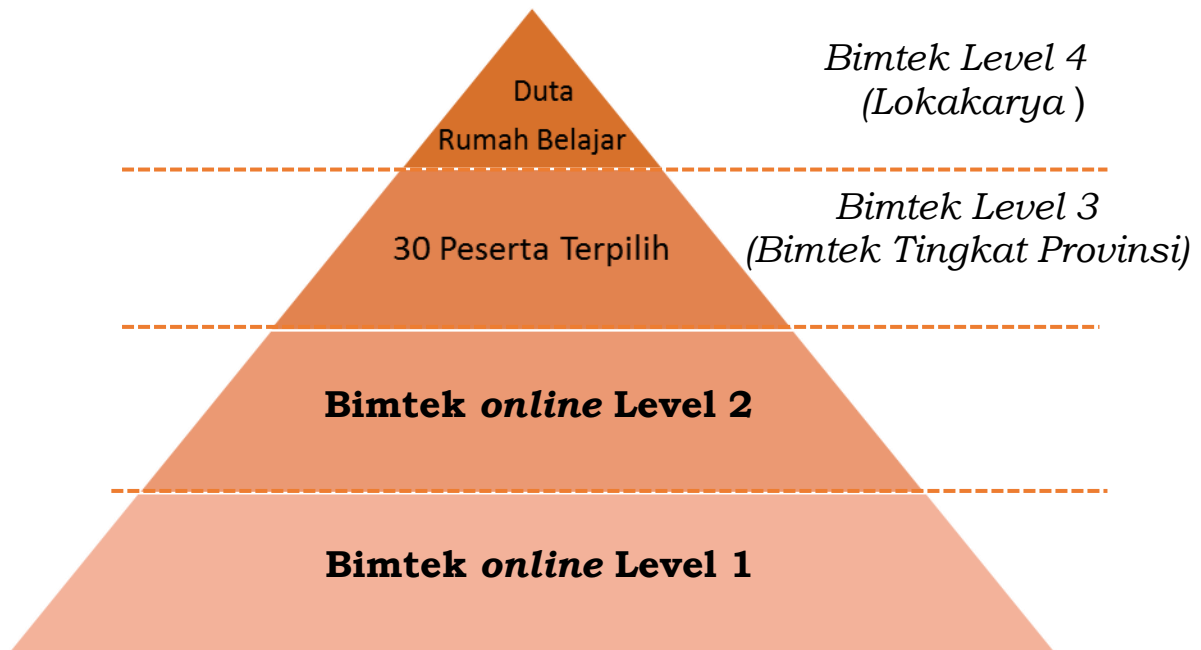 Duta
Rumah Belajar
Bimtek Level 4
(Lokakarya )
30 Peserta Terpilih
Bimtek Level 3
(Bimtek Tingkat Provinsi)
Bimtek online Level 2
Bimtek online Level 1